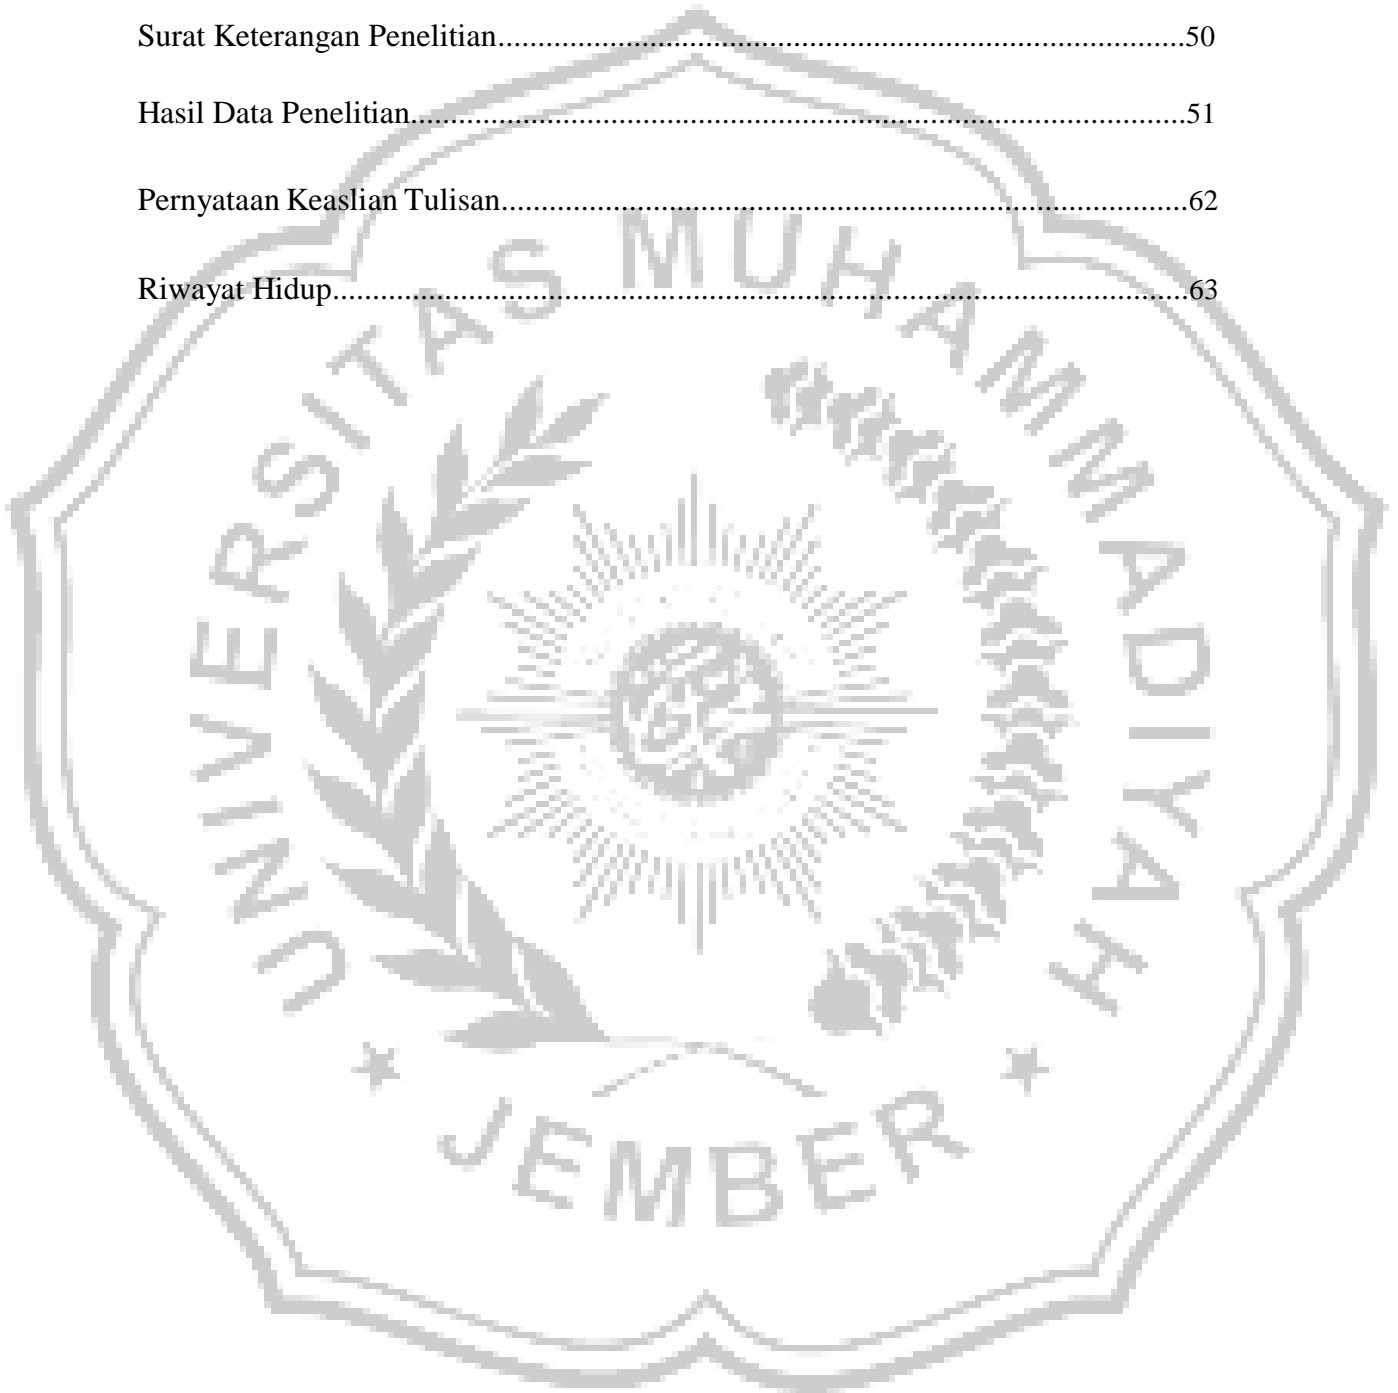 Surat Keterangan Penelitian......................................................................................50
Hasil Data Penelitian.................................................................................................51
Pernyataan Keaslian Tulisan......................................................................................62
Riwayat Hidup...........................................................................................................63
UNIVERSITAS MUHAMMADIYAH
JEMBER